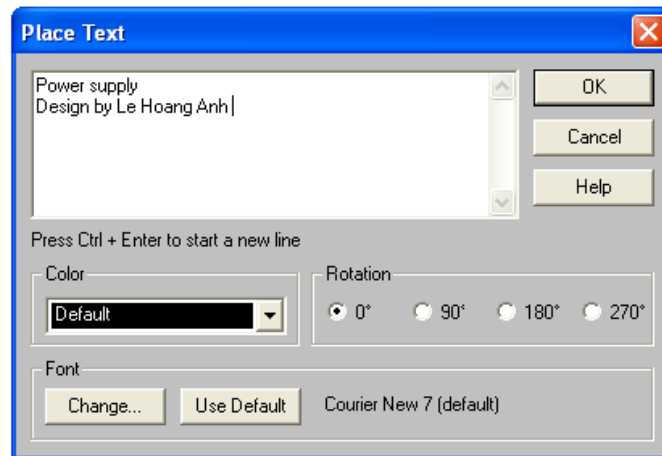 Place Text
Power supply
Design by Le Hoang Anh
OK
Cancel
Help
Press Ctrl + Enter to start a new line
Color
Default
Rotation
0°
90°
180°
270°
Font
Change...
Use Default
Courier New 7 (default)